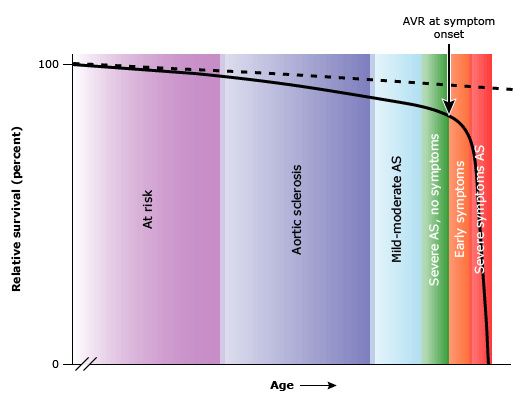 AVR at symptom
onset
100
Relative survival (percent)
At risk
Aortic sclerosis
Mild-moderate AS
Severe AS, no symptoms
Early symptoms
Severe symptoms AS
0
Age